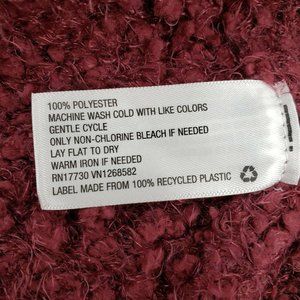 100% POLYESTER
MACHINE WASH COLD WITH LIKE COLORS
GENTLE CYCLE
ONLY NON-CHLORINE BLEACH IF NEEDED
LAY FLAT TO DRY
WARM IRON IF NEEDED
RN17730 VN1268582
LABEL MADE FROM 100% RECYCLED PLASTIC